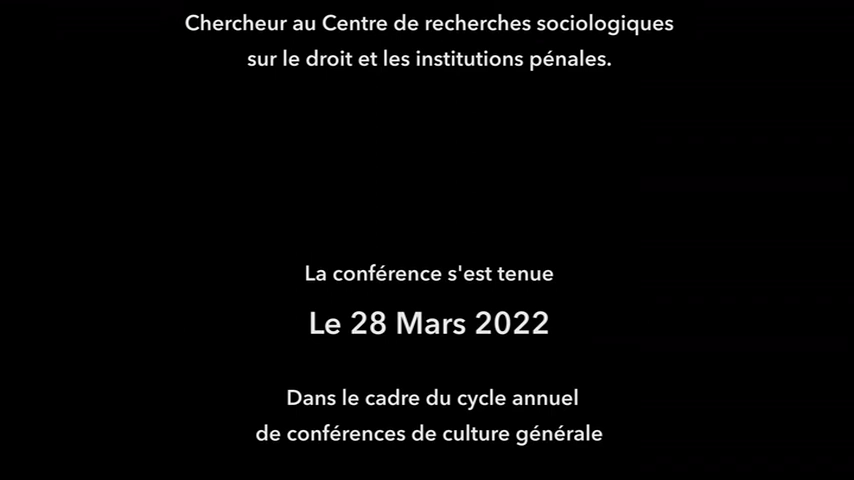 Chercheur au Centre de recherches sociologiques
sur le droit et les institutions pénales.
La conférence s'est tenue
Le 28 Mars 2022
Dans le cadre du cycle annuel
de conférences de culture générale